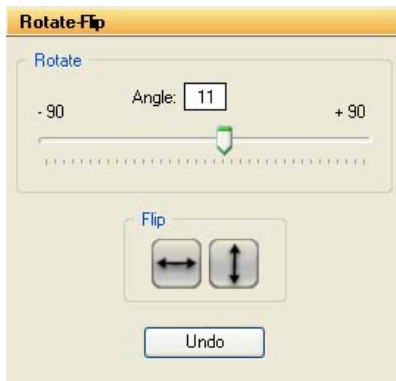 Rotate-Flip
Rotate
Angle: 11
- 90 + 90
Flip
Undo